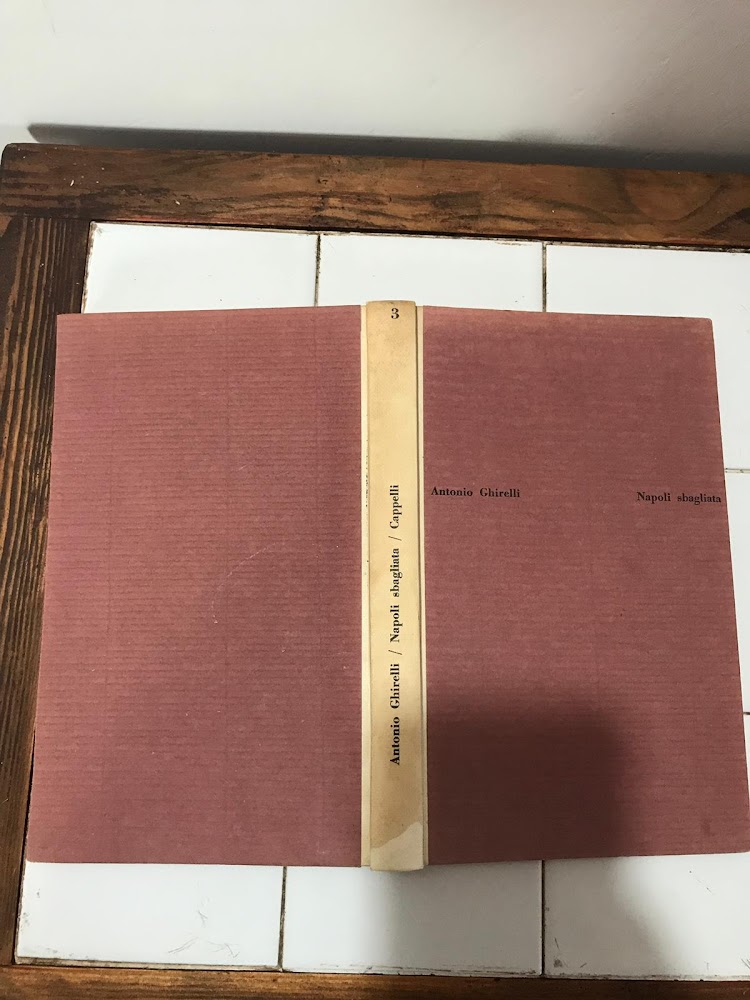 3
Antonio Ghirelli / Napoli sbagliata / Cappelli
Antonio Ghirelli Napoli sbagliata